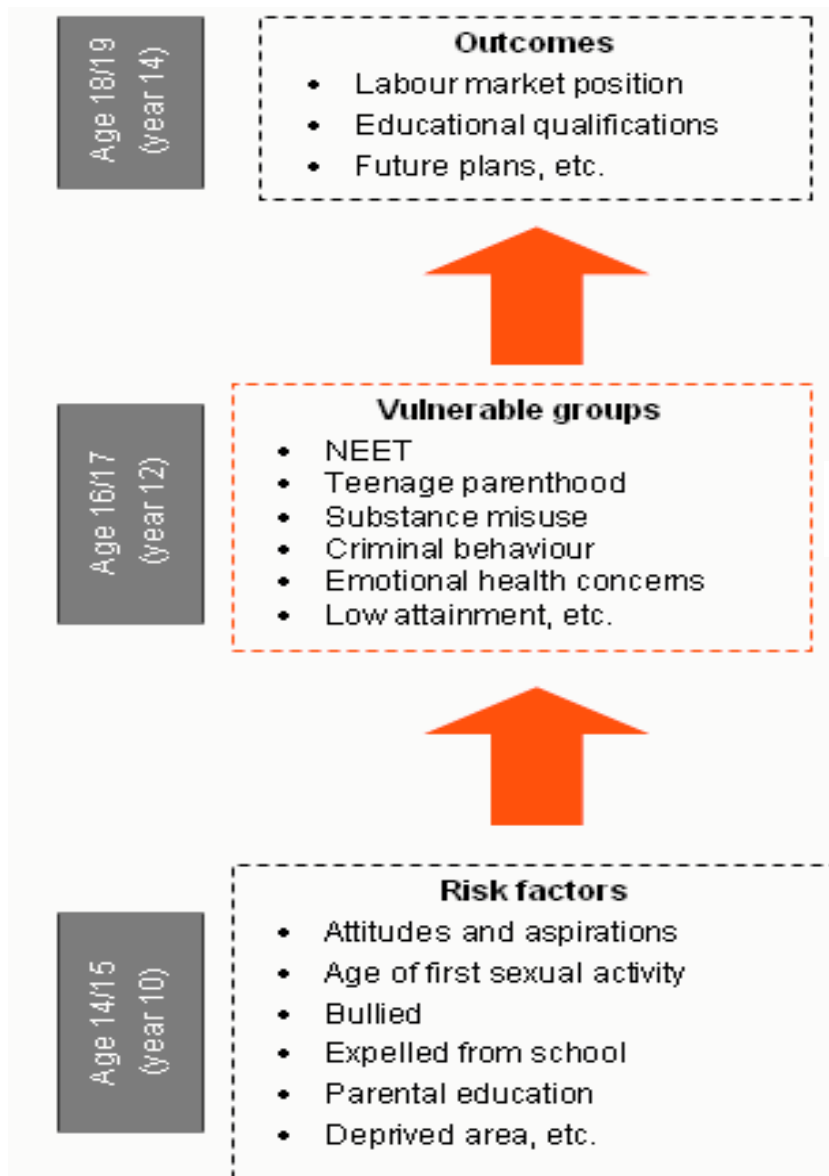 Age 18/19
(year 14)
Outcomes
• Labour market position
• Educational qualifications
• Future plans, etc.
Age 16/17
(year 12)
Vulnerable groups
• NEET
• Teenage parenthood
• Substance misuse
• Criminal behaviour
• Emotional health concerns
• Low attainment, etc.
Age 14/15
(year 10)
Risk factors
• Attitudes and aspirations
• Age of first sexual activity
• Bullied
• Expelled from school
• Parental education
• Deprived area, etc.